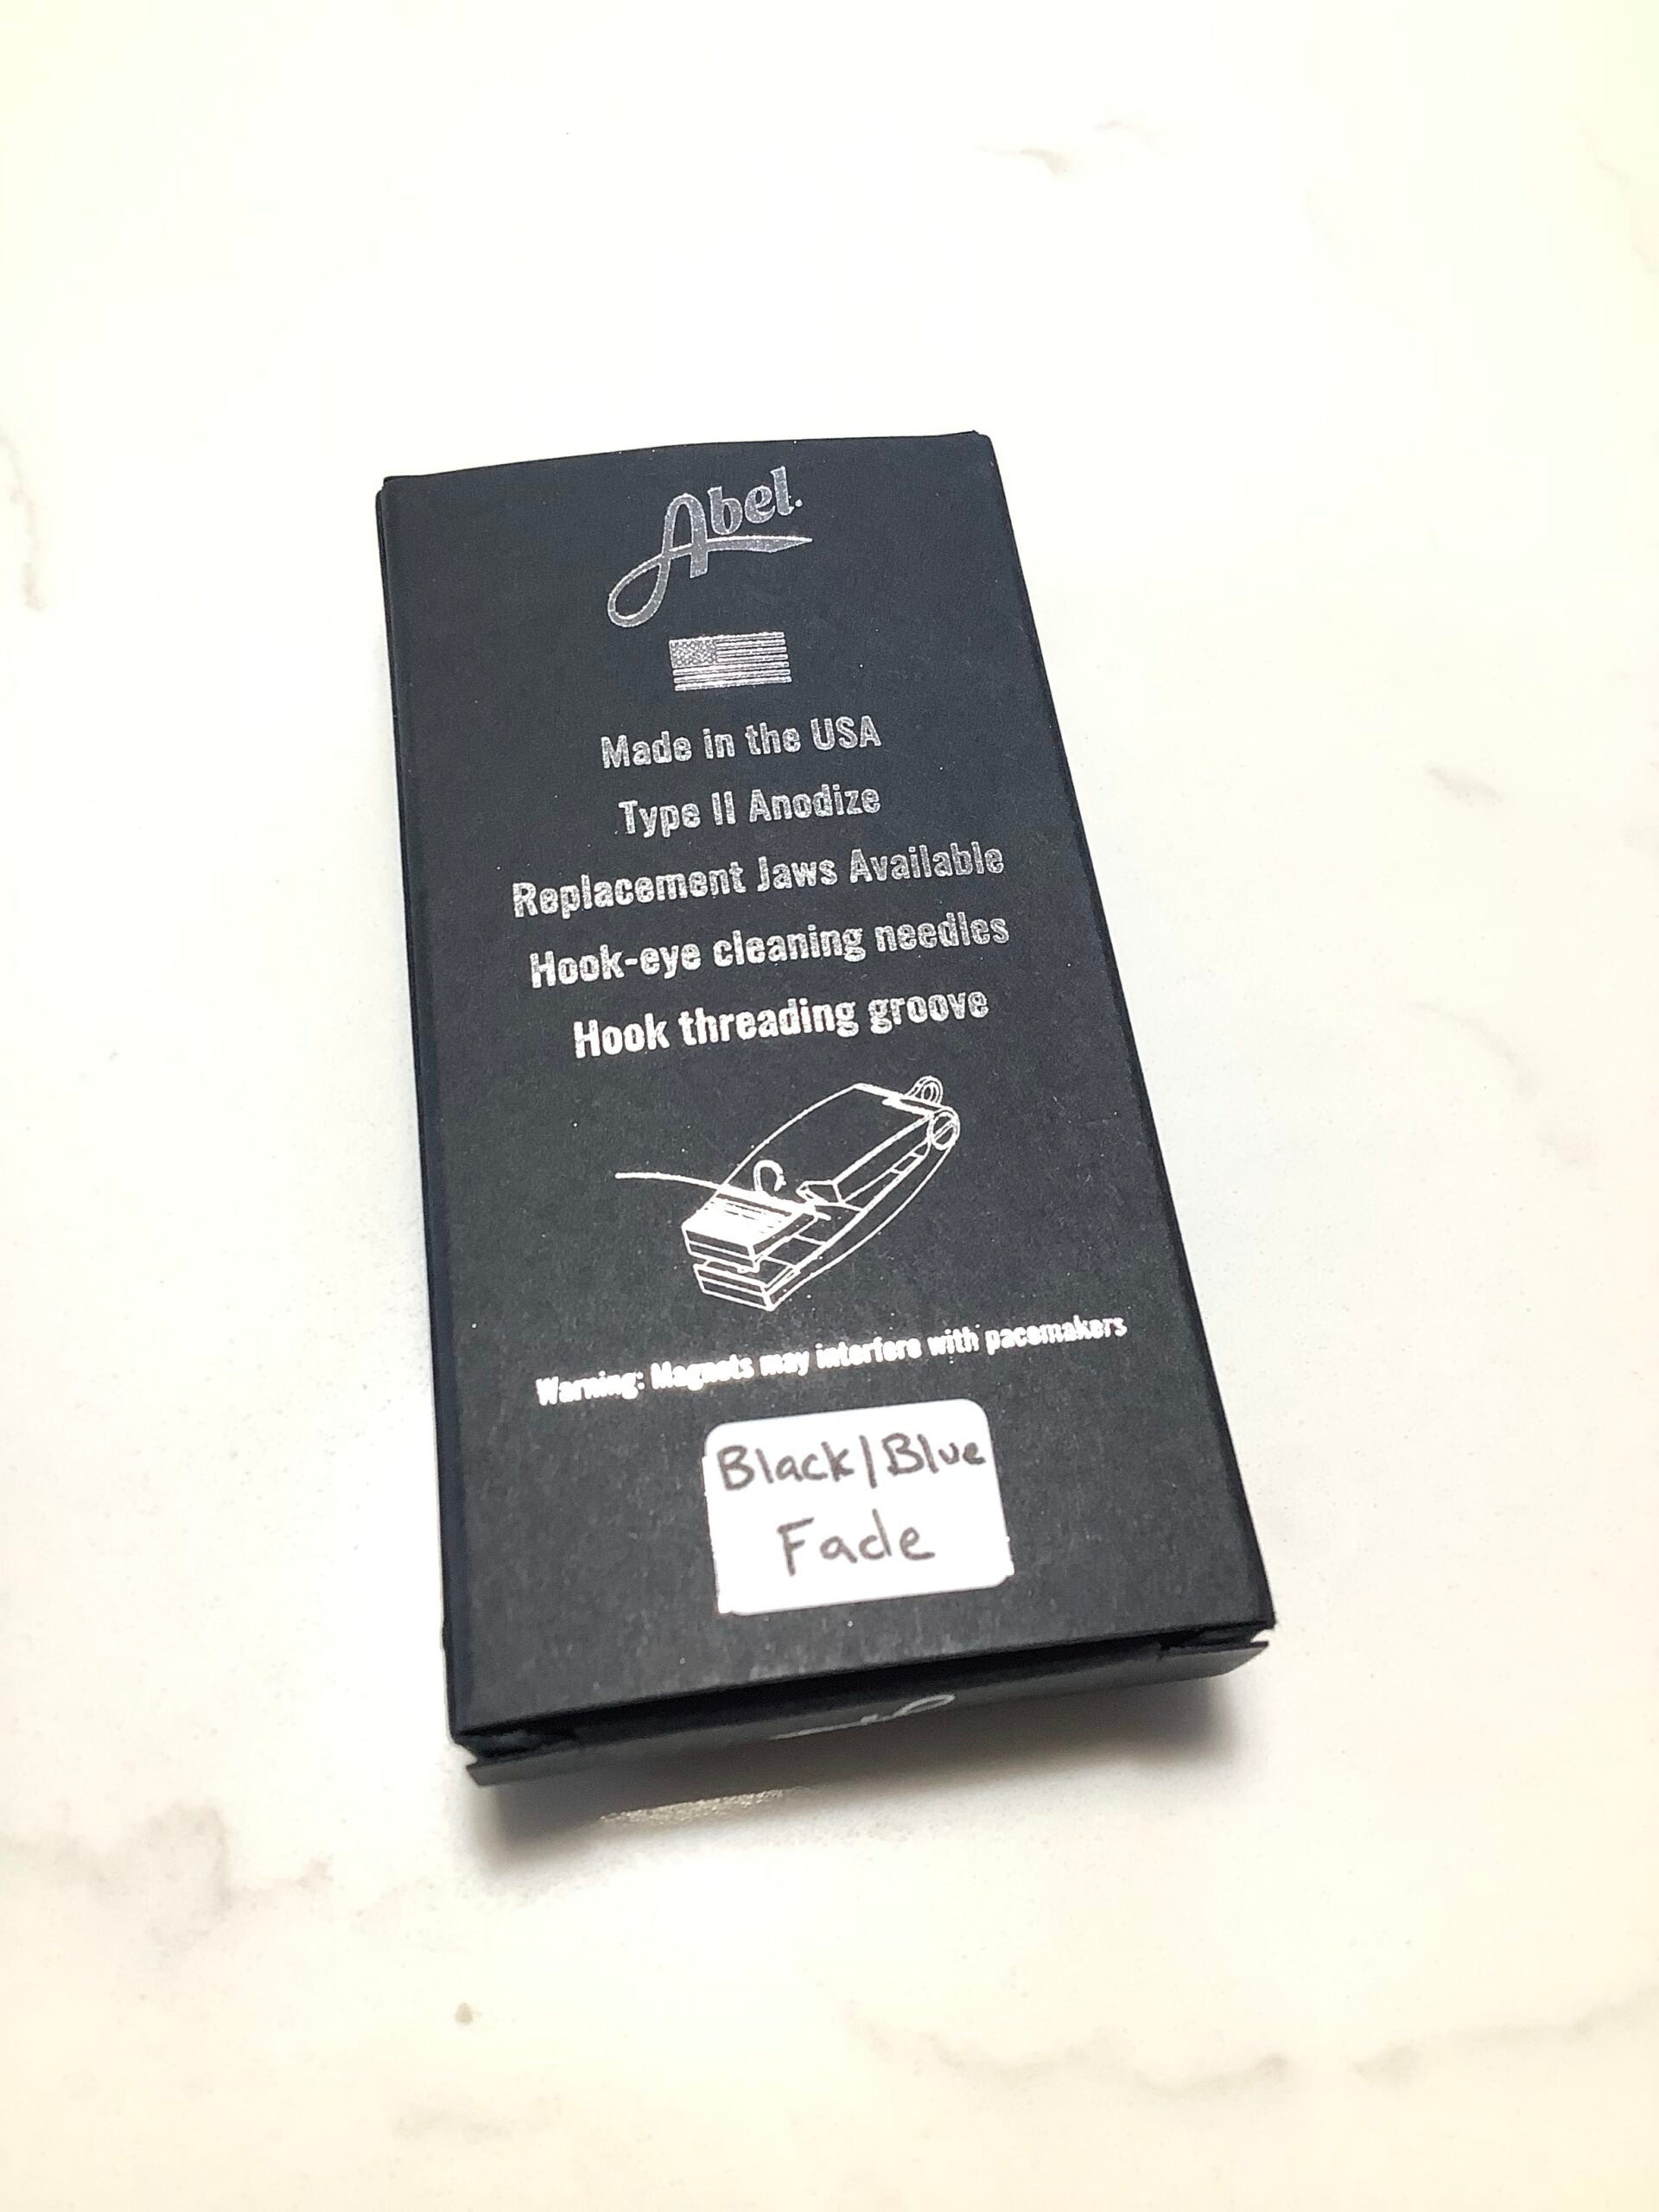 Abel.
Made in the USA
Type II Anodize
Replacement Jaws Available
Hook-eye cleaning needles
Hook threading groove
Warning: Magnets may interfere with pacemakers
Black/Blue
Fade